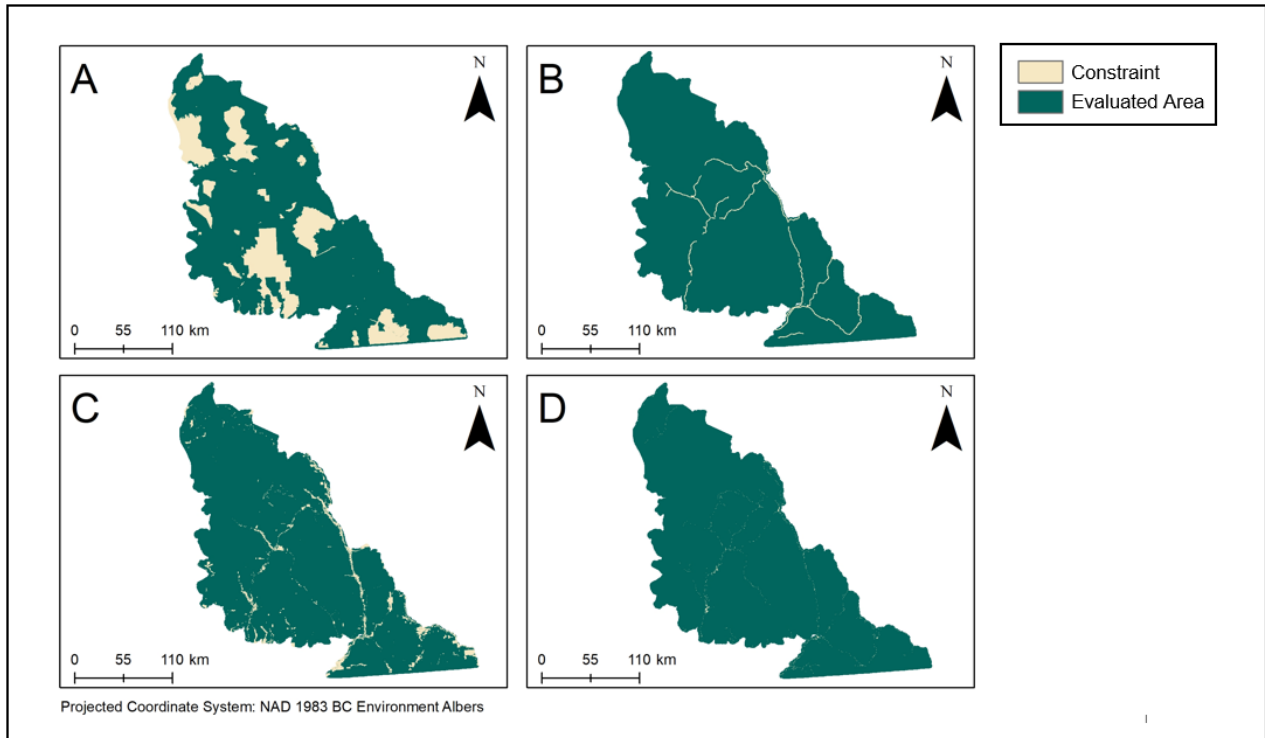 A
N
0 55 110 km
B
N
0 55 110 km
Constraint
Evaluated Area
C
N
0 55 110 km
D
N
0 55 110 km
Projected Coordinate System: NAD 1983 BC Environment Albers